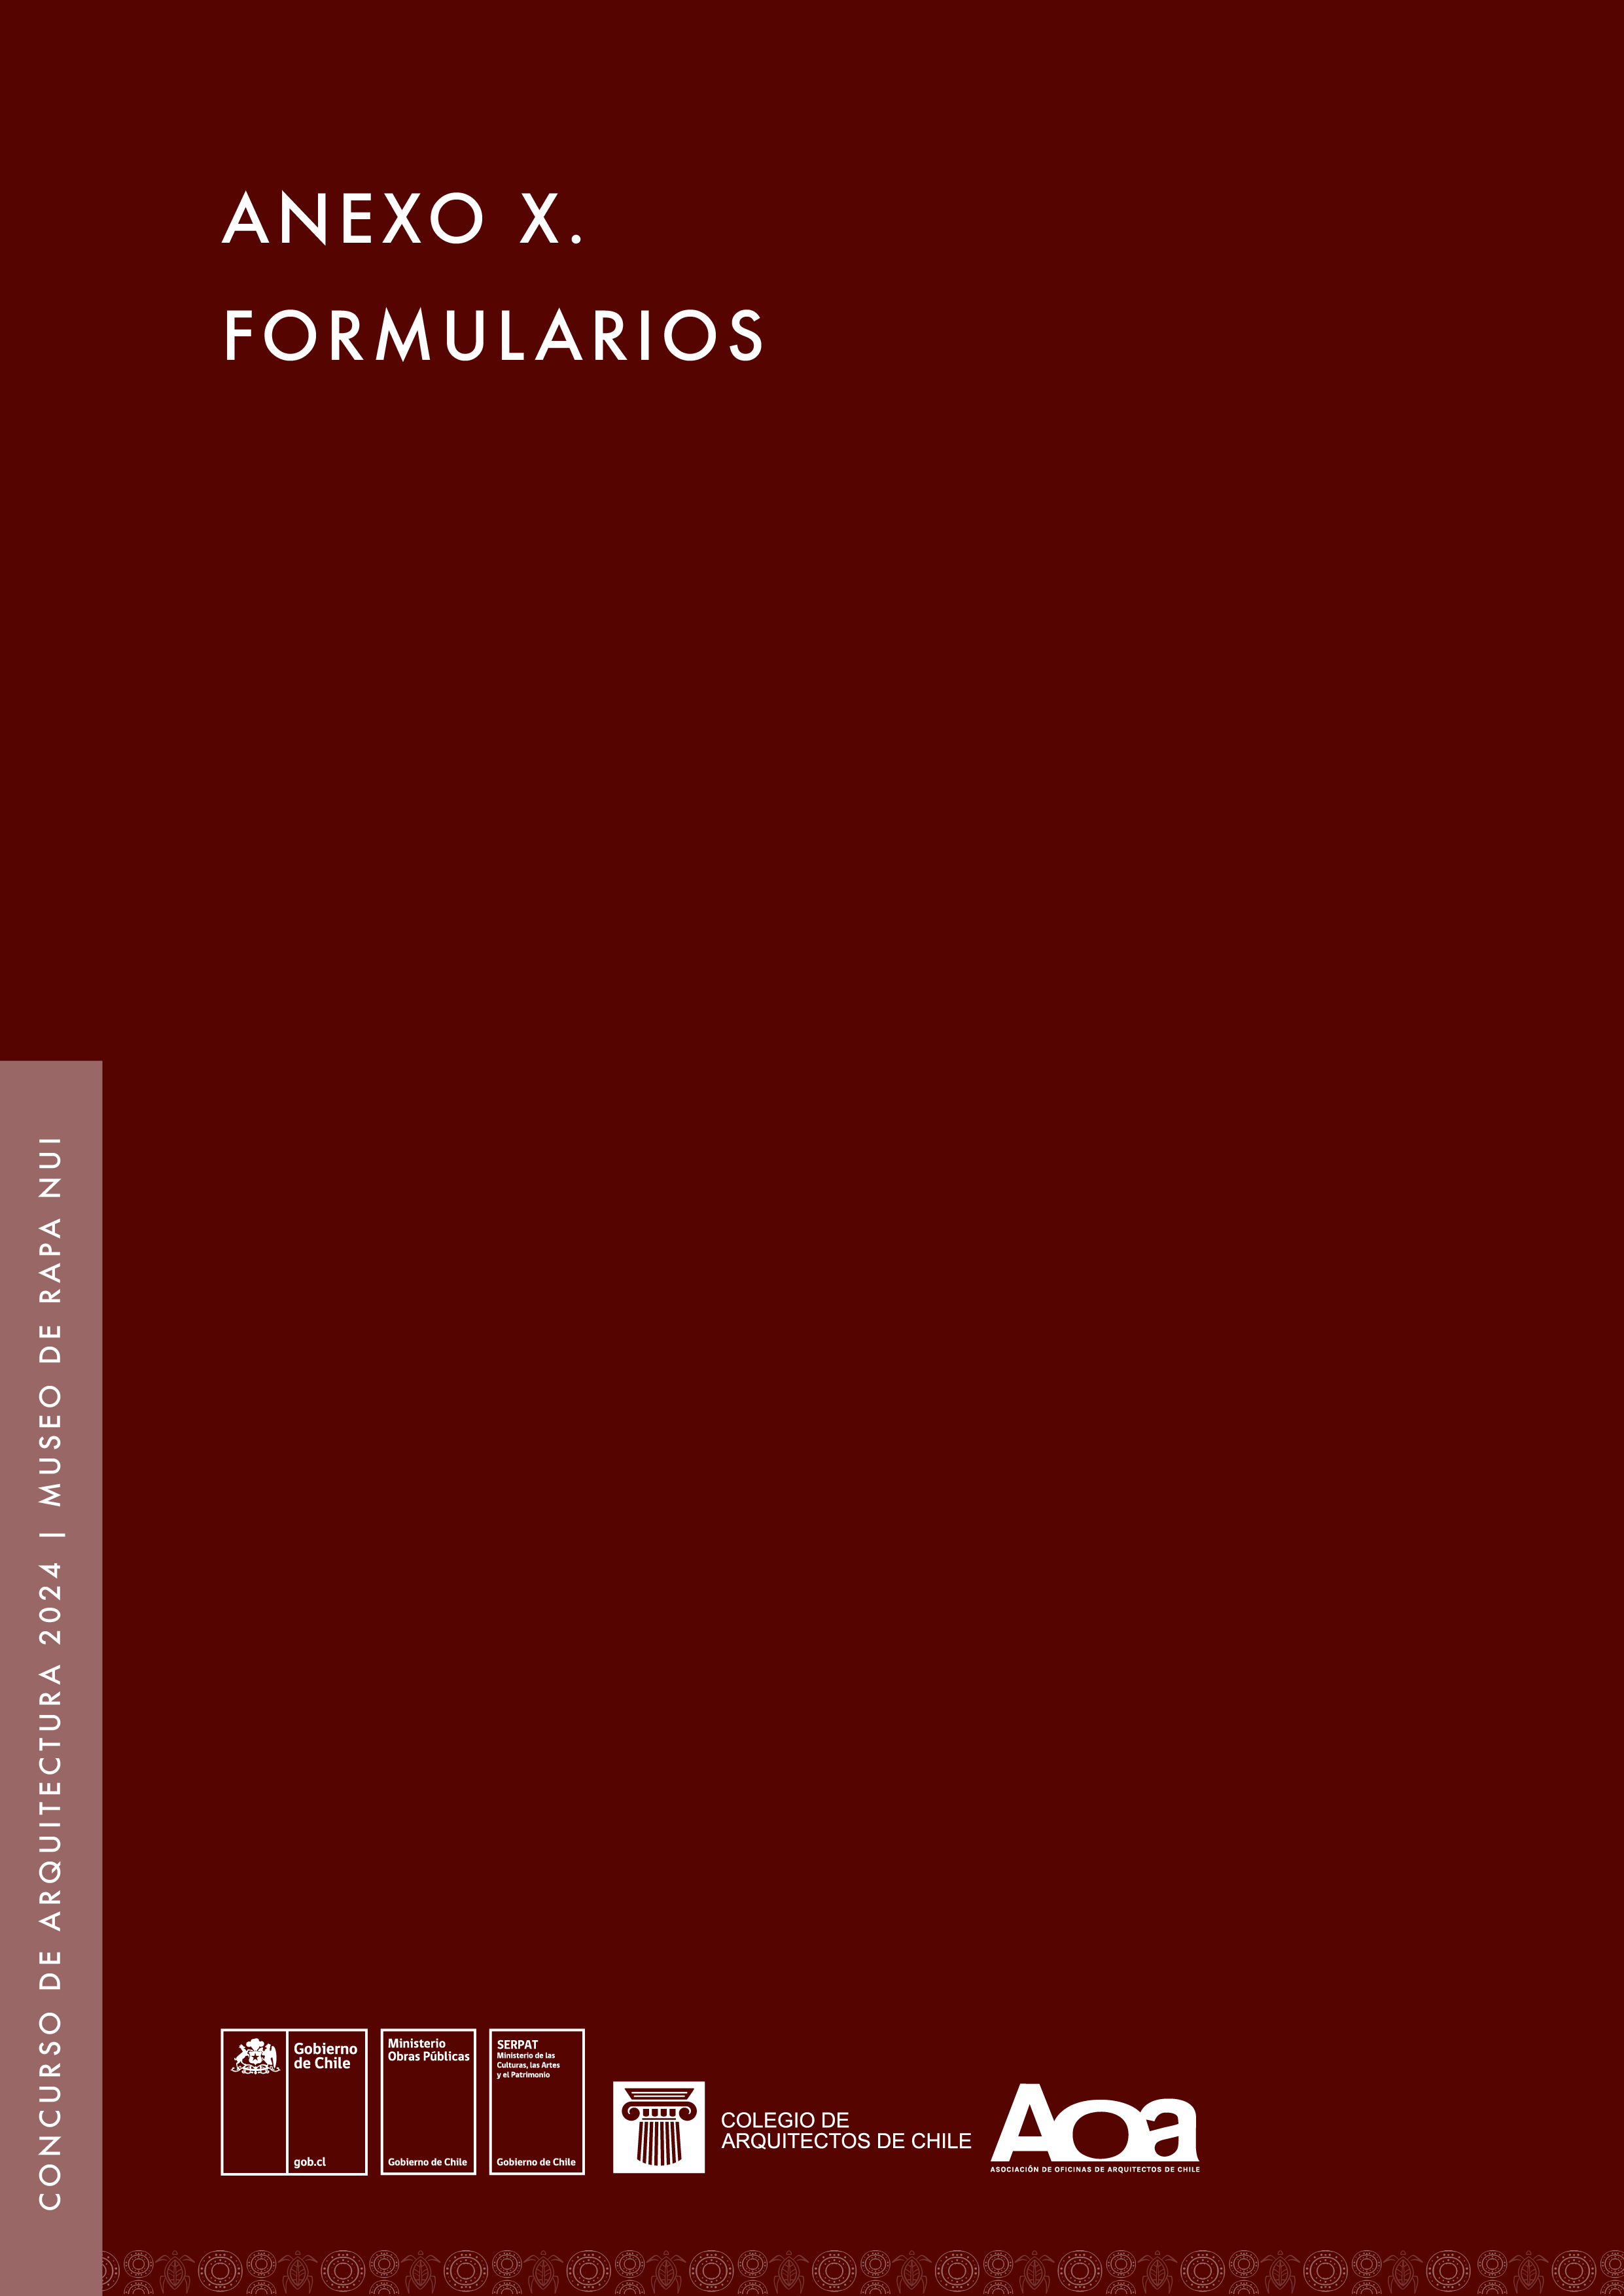 ANEXO X.
FORMULARIOS
CONCURSO DE ARQUITECTURA 2024 | MUSEO DE RAPA NUI
Gobierno
de Chile
gob.cl
Ministerio
Obras Públicas
Gobierno de Chile
SERPAT
Ministerio de las
Culturas, las Artes
y el Patrimonio
Gobierno de Chile
COLEGIO DE
ARQUITECTOS DE CHILE
Aoa
ASOCIACIÓN DE OFICINAS DE ARQUITECTOS DE CHILE